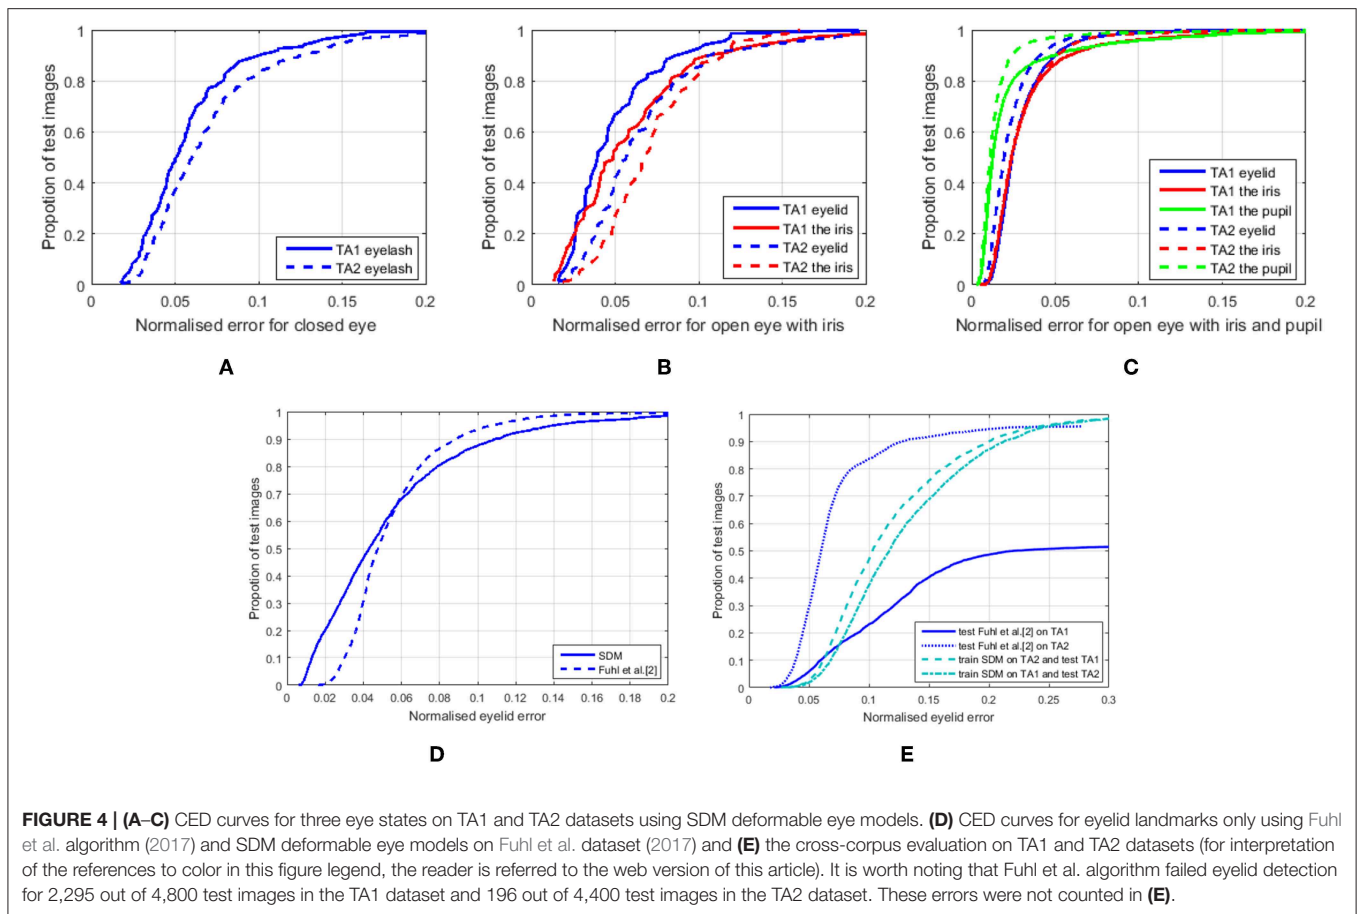 1
0.8
0.6
0.4
0.2
0
Propotion of test images
0
0.05
0.1
0.15
0.2
Normalised error for closed eye
TA1 eyelash
TA2 eyelash
A
1
0.8
0.6
0.4
0.2
0
Propotion of test images
0
0.05
0.1
0.15
0.2
Normalised error for open eye with iris
TA1 eyelid
TA1 the iris
TA2 eyelid
TA2 the iris
B
1
0.8
0.6
0.4
0.2
0
Propotion of test images
0
0.05
0.1
0.15
0.2
Normalised error for open eye with iris and pupil
TA1 eyelid
TA1 the iris
TA1 the pupil
TA2 eyelid
TA2 the iris
TA2 the pupil
C
1
0.9
0.8
0.7
0.6
0.5
0.4
0.3
0.2
0.1
0
Propotion of test images
0
0.02
0.04
0.06
0.08
0.1
0.12
0.14
0.16
0.18
0.2
Normalised eyelid error
SDM
Fuhl et al.[2]
D
1
0.9
0.8
0.7
0.6
0.5
0.4
0.3
0.2
0.1
0
Propotion of test images
0
0.05
0.1
0.15
0.2
0.25
0.3
Normalised eyelid error
test Fuhl et al.[2] on TA1
test Fuhl et al.[2] on TA2
train SDM on TA2 and test TA1
train SDM on TA1 and test TA2
E
FIGURE 4 | (A–C) CED curves for three eye states on TA1 and TA2 datasets using SDM deformable eye models. (D) CED curves for eyelid landmarks only using Fuhl
et al. algorithm (2017) and SDM deformable eye models on Fuhl et al. dataset (2017) and (E) the cross-corpus evaluation on TA1 and TA2 datasets (for interpretation
of the references to color in this figure legend, the reader is referred to the web version of this article). It is worth noting that Fuhl et al. algorithm failed eyelid detection
for 2,295 out of 4,800 test images in the TA1 dataset and 196 out of 4,400 test images in the TA2 dataset. These errors were not counted in (E).